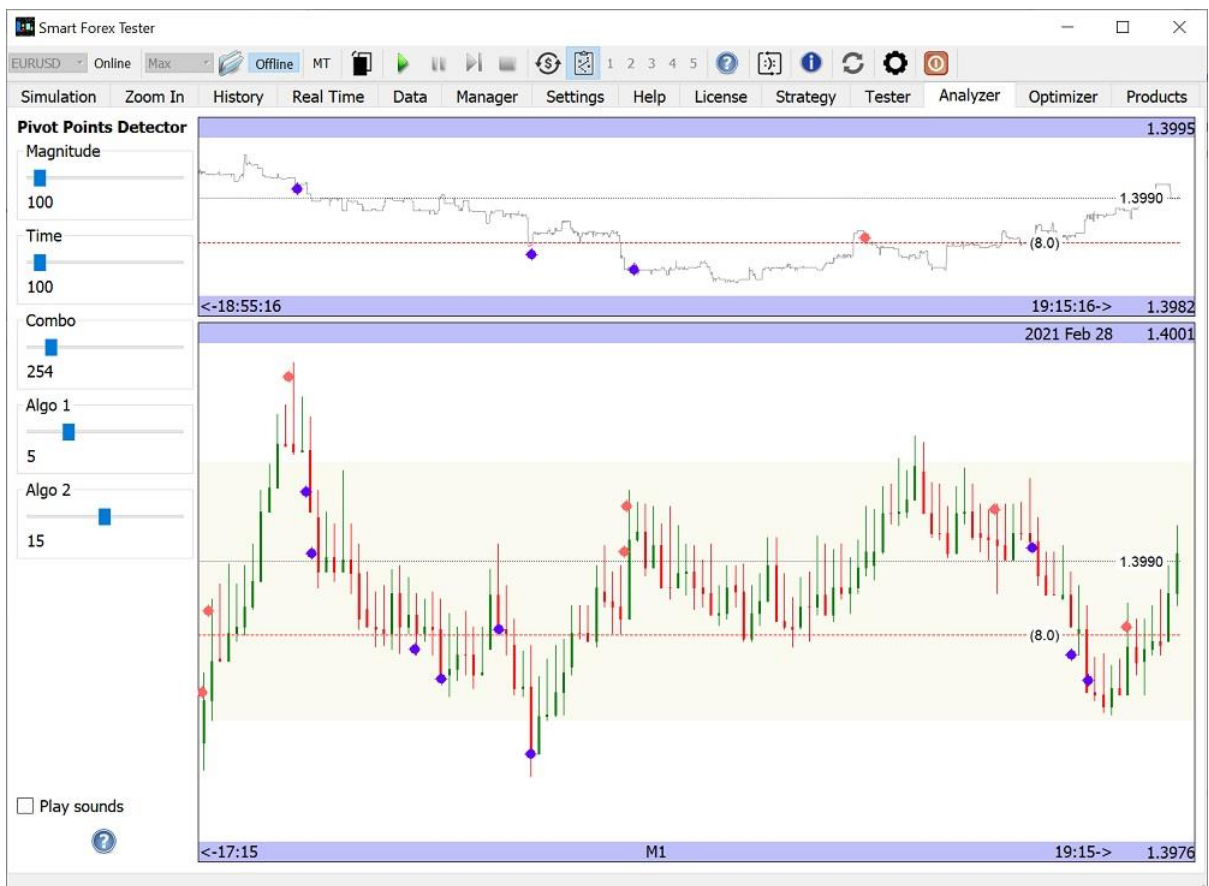 Smart Forex Tester
EURUSD Online Max Offline MT 1 2 3 4 5
Simulation Zoom In History Real Time Data Manager Settings Help License Strategy Tester Analyzer Optimizer Products
Pivot Points Detector
Magnitude
100
Time
100
Combo
254
Algo 1
5
Algo 2
15
Play sounds
1.3995
1.3990
(8.0)
<-18:55:16 19:15:16-> 1.3982
2021 Feb 28 1.4001
1.3990
(8.0)
<-17:15 M1 19:15-> 1.3976